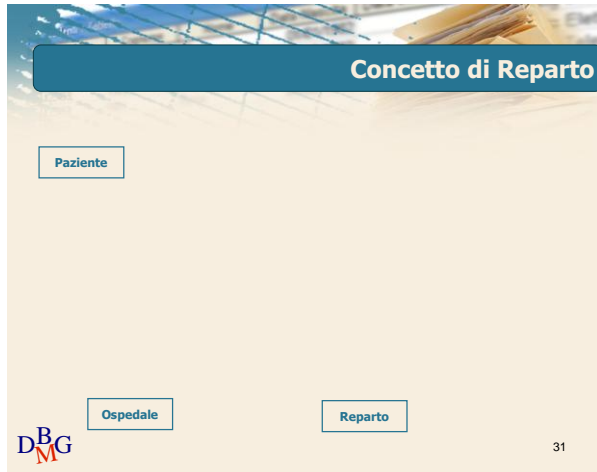 Concetto di Reparto
Paziente
Ospedale
Reparto
DBMG
31